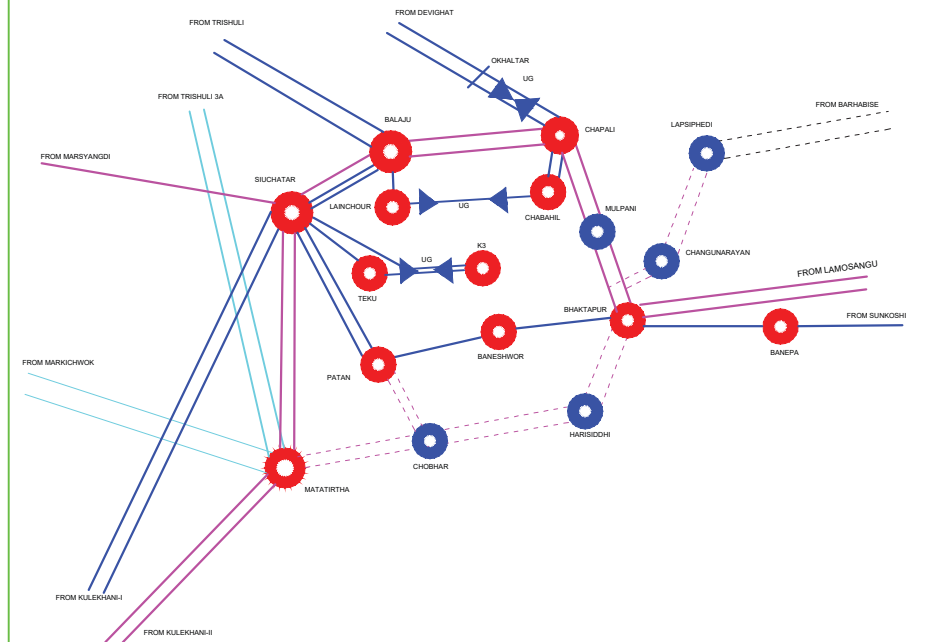 FROM DEVIGHAT
FROM TRISHULI
OKHALTAR
UG
FROM TRISHULI 3A
FROM BARHABISE
BALAJU
LAPSIPHEDI
CHAPALI
FROM MARSYANGDI
SIUCHATAR
LAINCHOUR
UG
MULPANI
CHABAHIL
K3
UG
CHANGUNARAYAN
FROM LAMOSANGU
TEKU
BHAKTAPUR
FROM SUNKOSHI
BANESHWOR
BANEPA
FROM MARKICHWOK
PATAN
HARISIDDHI
CHOBHAR
MATATIRTHA
FROM KULEKHANI-I
FROM KULEKHANI-II